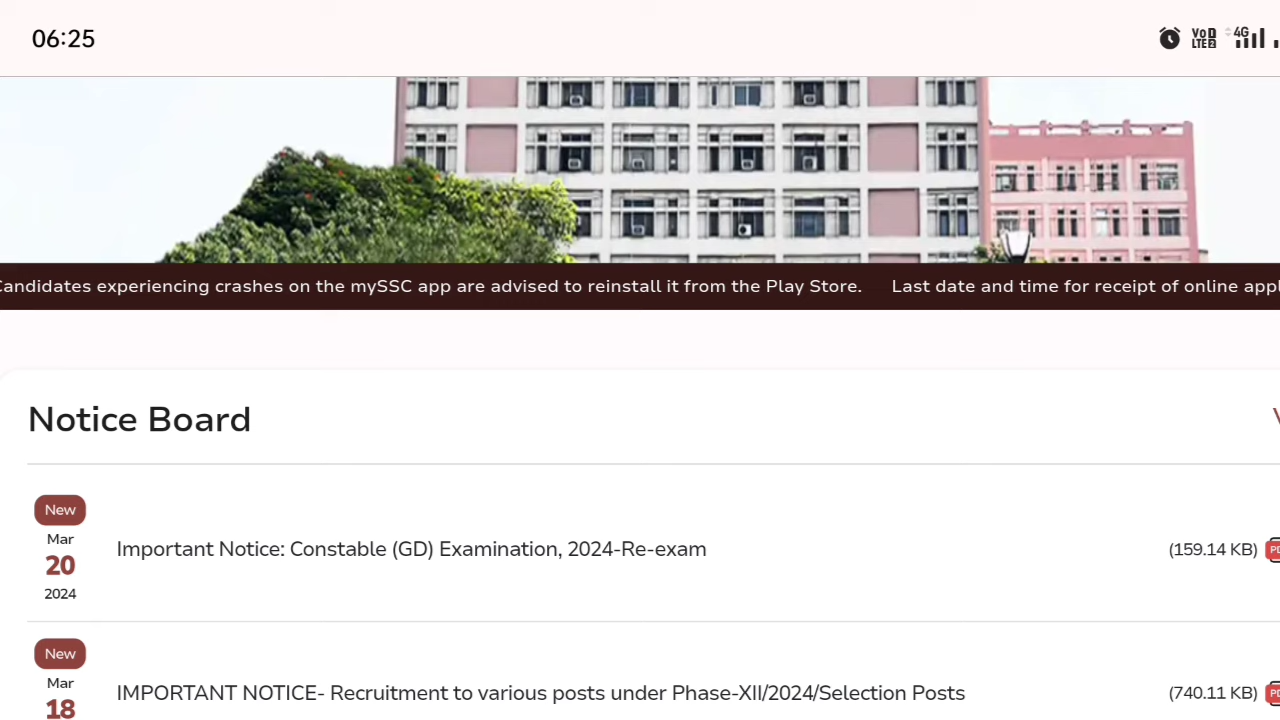 06:25
VoD
LTE2
4G
Candidates experiencing crashes on the mySSC app are advised to reinstall it from the Play Store. Last date and time for receipt of online appl
Notice Board
New
Mar
20
2024
Important Notice: Constable (GD) Examination, 2024-Re-exam
(159.14 KB)
New
Mar
18
IMPORTANT NOTICE- Recruitment to various posts under Phase-XII/2024/Selection Posts
(740.11 KB)